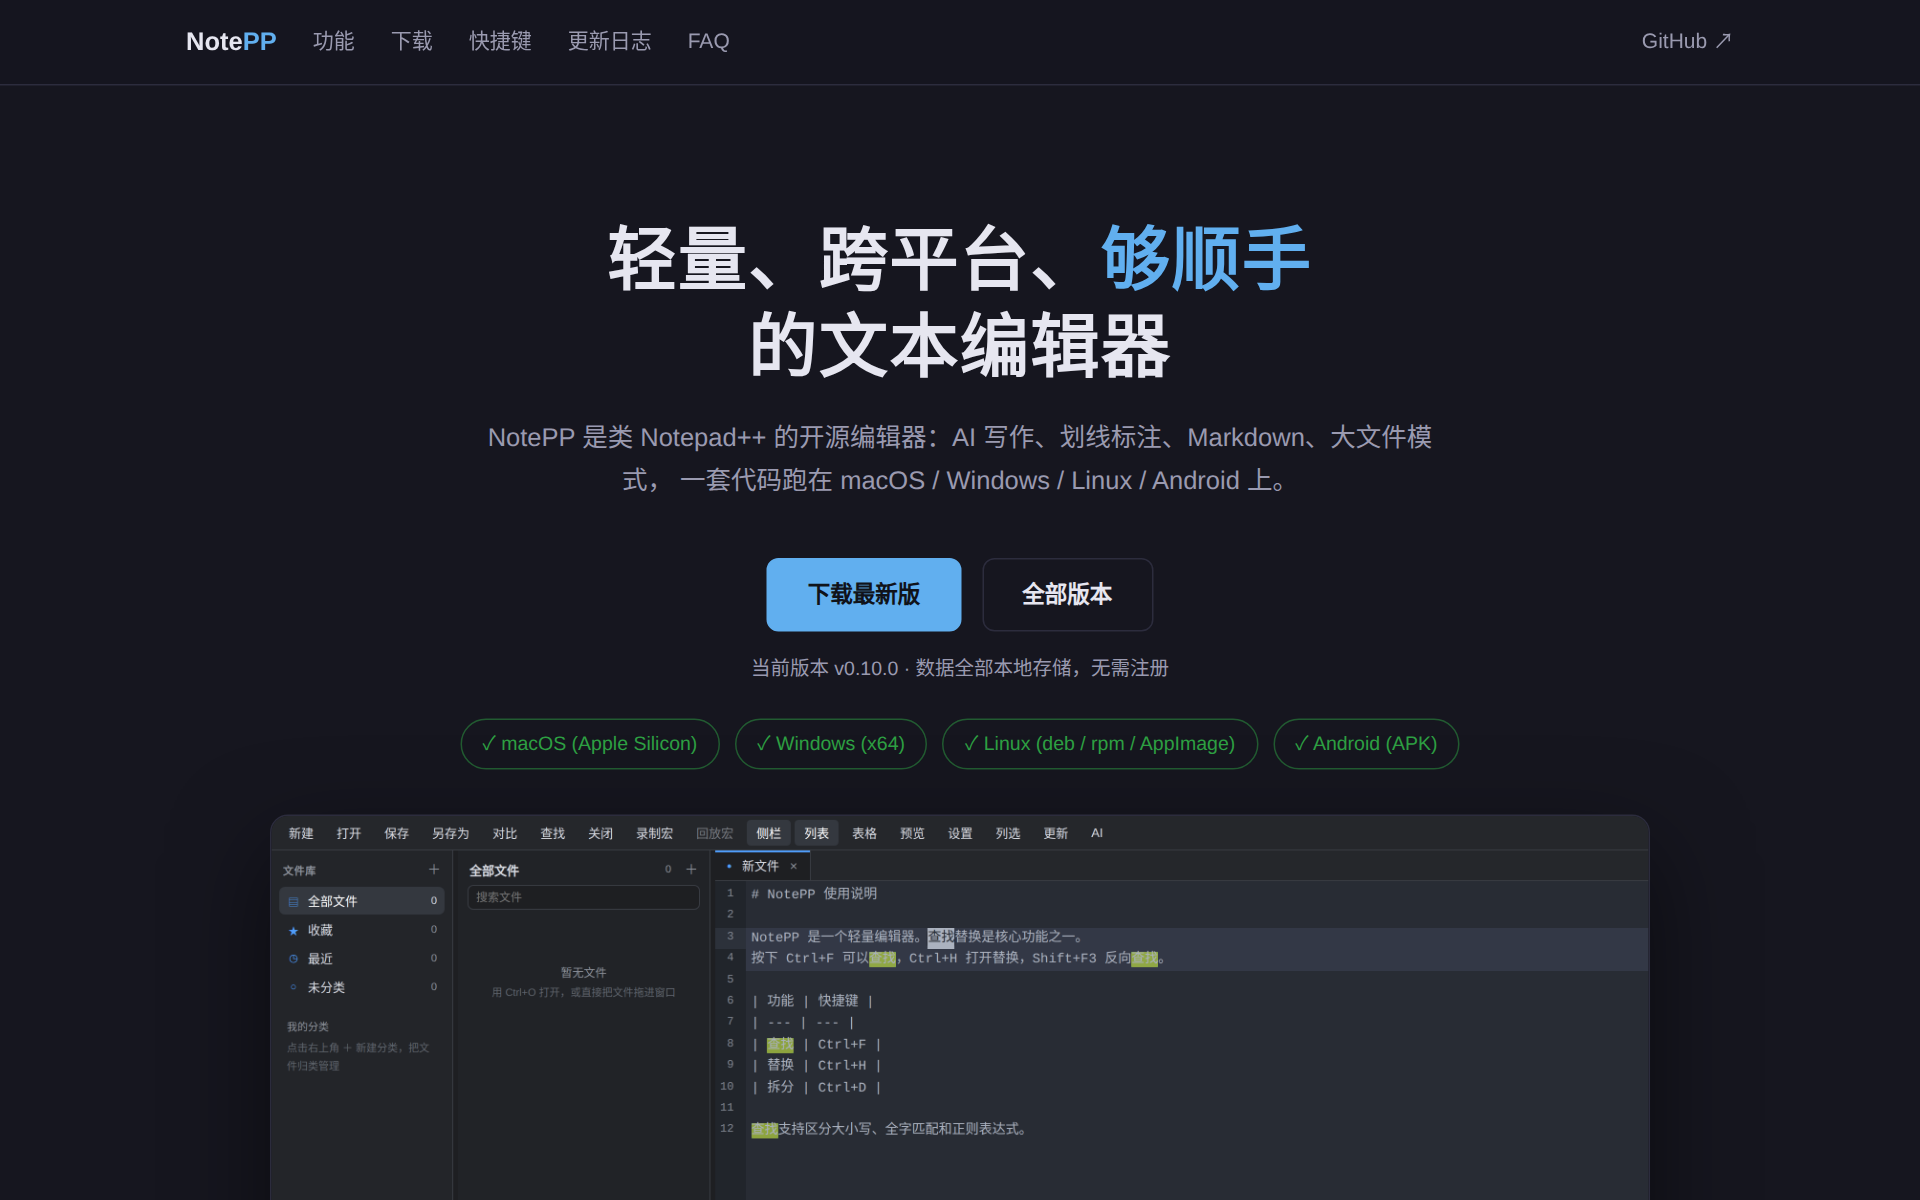 NotePP 功能 下载 快捷键 更新日志 FAQ GitHub ↗
轻量、跨平台、够顺手
的文本编辑器
NotePP 是类 Notepad++ 的开源编辑器：AI 写作、划线标注、Markdown、大文件模
式， 一套代码跑在 macOS / Windows / Linux / Android 上。
下载最新版 全部版本
当前版本 v0.10.0 · 数据全部本地存储，无需注册
✓ macOS (Apple Silicon) ✓ Windows (x64) ✓ Linux (deb / rpm / AppImage) ✓ Android (APK)
新建 打开 保存 另存为 对比 查找 关闭 录制宏 回放宏 侧栏 列表 表格 预览 设置 列选 更新 AI
文件库 +
全部文件 0
收藏 0
最近 0
未分类 0
我的分类
点击右上角 + 新建分类，把文
件归类管理
全部文件 0 +
搜索文件
暂无文件
用 Ctrl+O 打开，或直接把文件拖进窗口
• 新文件 ×
1 # NotePP 使用说明
2
3 NotePP 是一个轻量编辑器。查找替换是核心功能之一。
4 按下 Ctrl+F 可以查找，Ctrl+H 打开替换，Shift+F3 反向查找。
5
6 | 功能 | 快捷键 |
7 | --- | --- |
8 | 查找 | Ctrl+F |
9 | 替换 | Ctrl+H |
10 | 拆分 | Ctrl+D |
11
12 查找支持区分大小写、全字匹配和正则表达式。